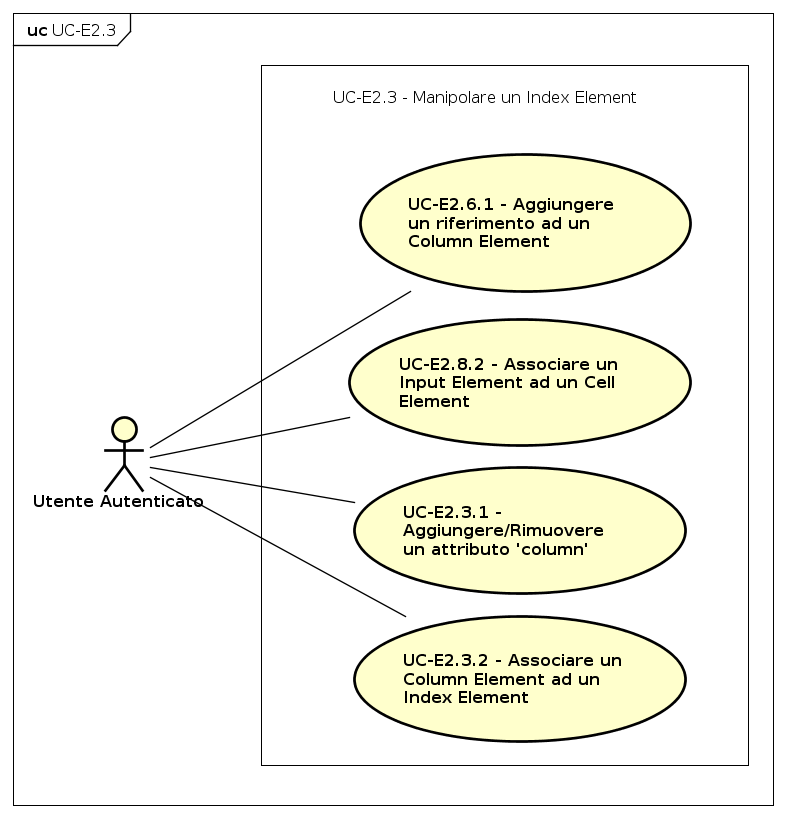 uc UC-E2.3
UC-E2.3 - Manipolare un Index Element
UC-E2.6.1 - Aggiungere
un riferimento ad un
Column Element
UC-E2.8.2 - Associare un
Input Element ad un Cell
Element
Utente Autenticato
UC-E2.3.1 -
Aggiungere/Rimuovere
un attributo 'column'
UC-E2.3.2 - Associare un
Column Element ad un
Index Element